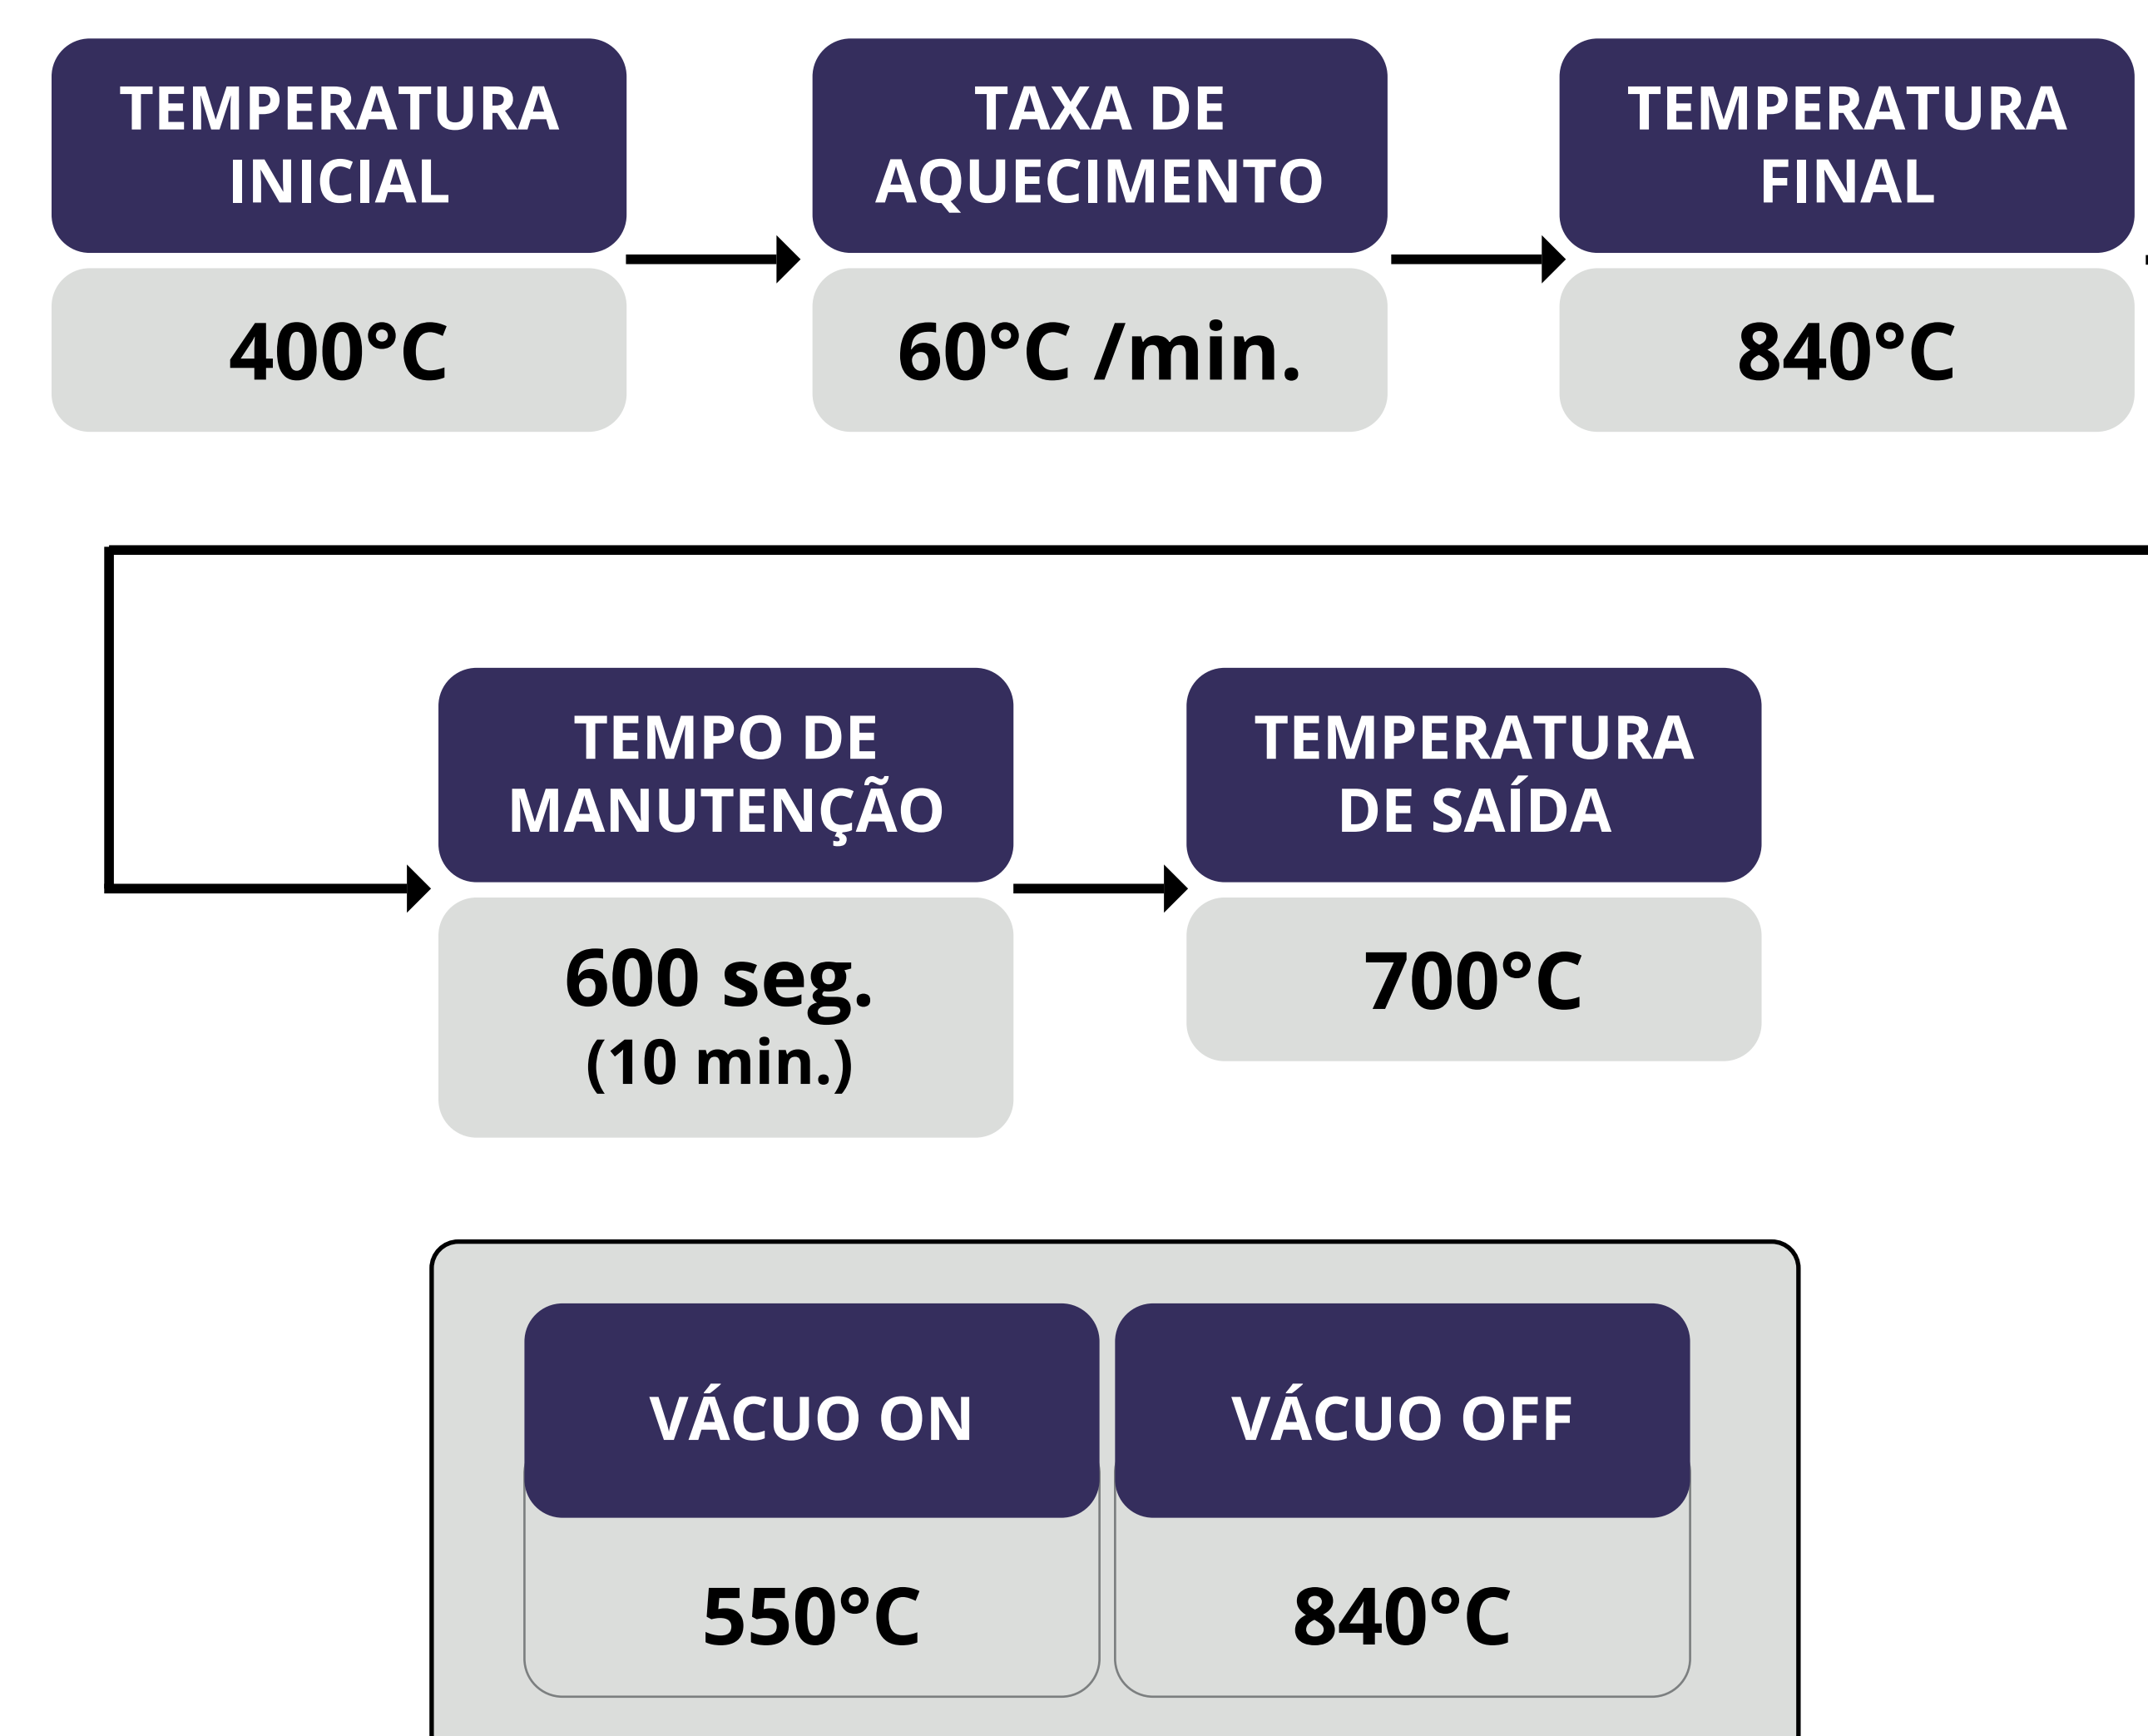 TEMPERATURA
INICIAL
400°C
TAXA DE
AQUECIMENTO
60°C /min.
TEMPERATURA
FINAL
840°C
TEMPO DE
MANUTENÇÃO
600 seg.
(10 min.)
TEMPERATURA
DE SAÍDA
700°C
VÁCUO ON
550°C
VÁCUO OFF
840°C